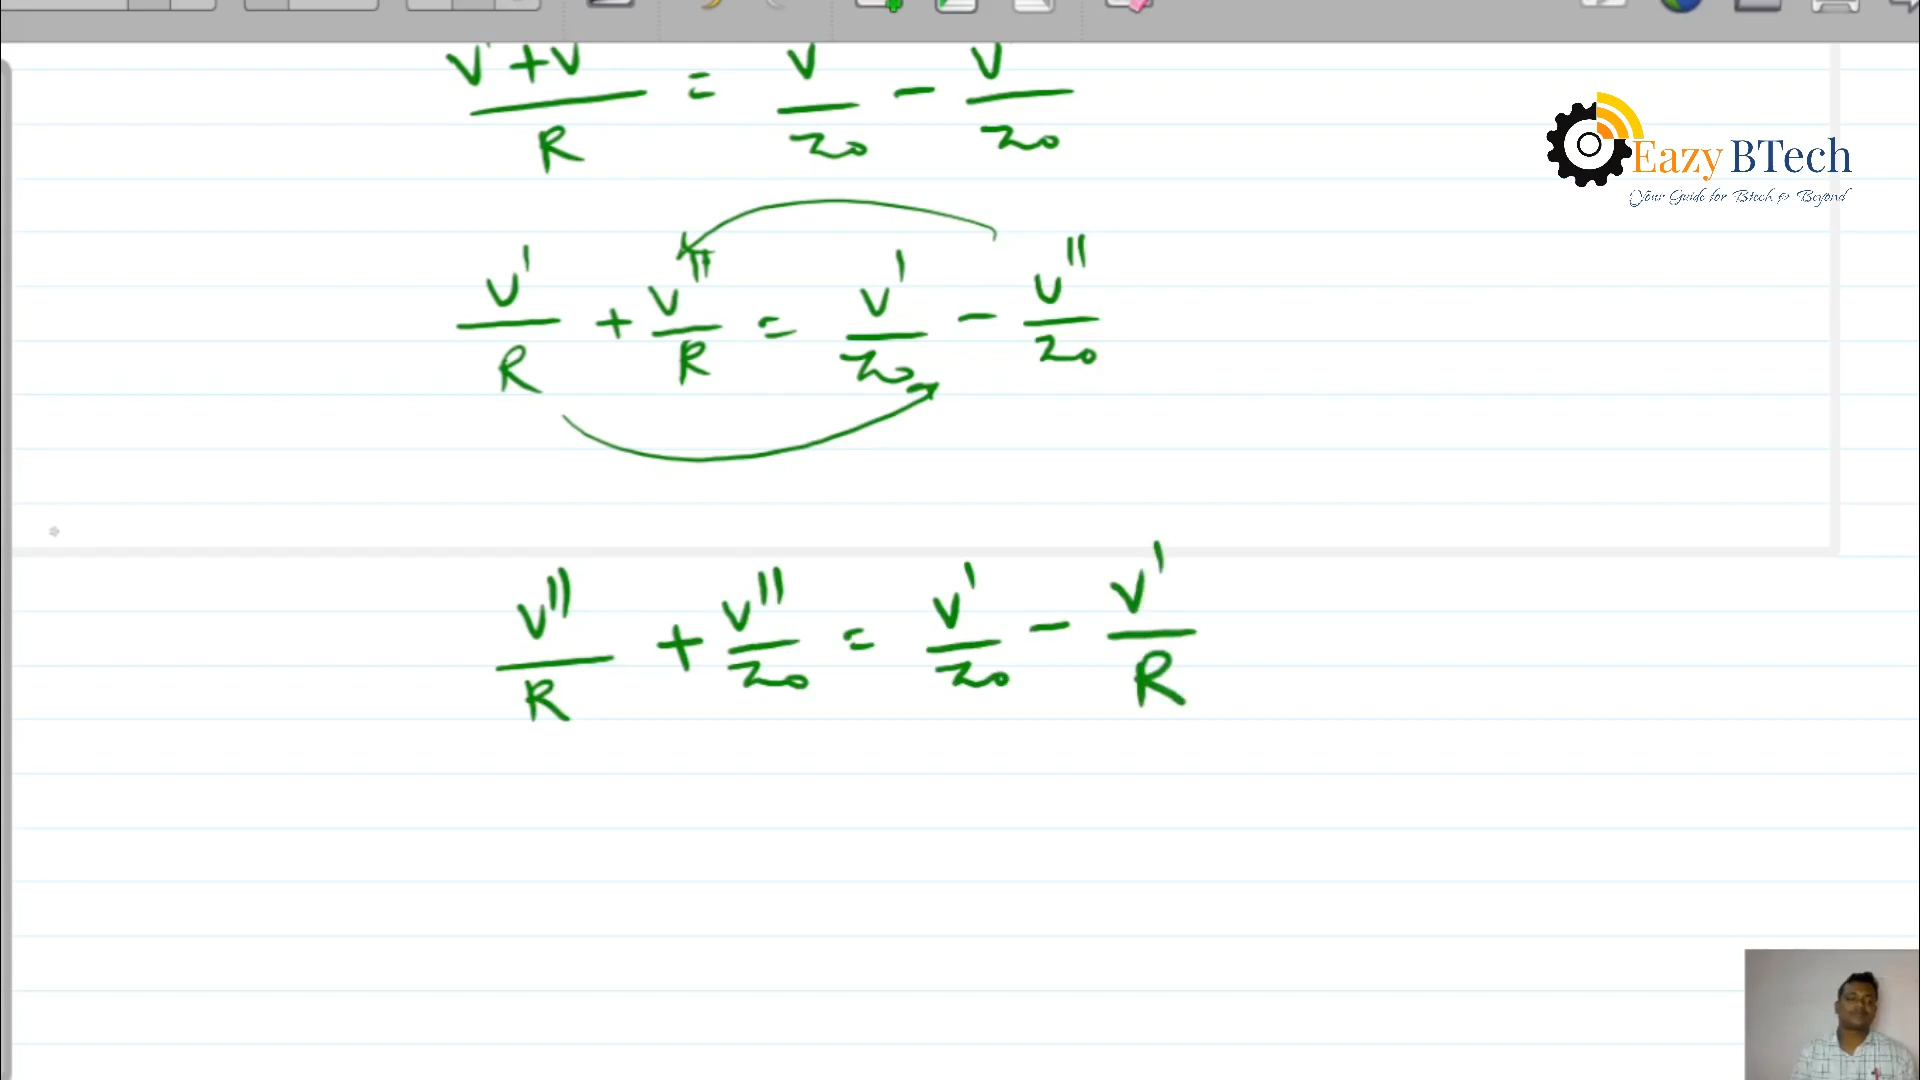 V' + V / R = V / Z0 - V / Z0
V' / R + V'' / R = V' / Z0 - V'' / Z0
V'' / R + V'' / Z0 = V' / Z0 - V' / R
Eazy BTech
Your Guide for Btech & Beyond